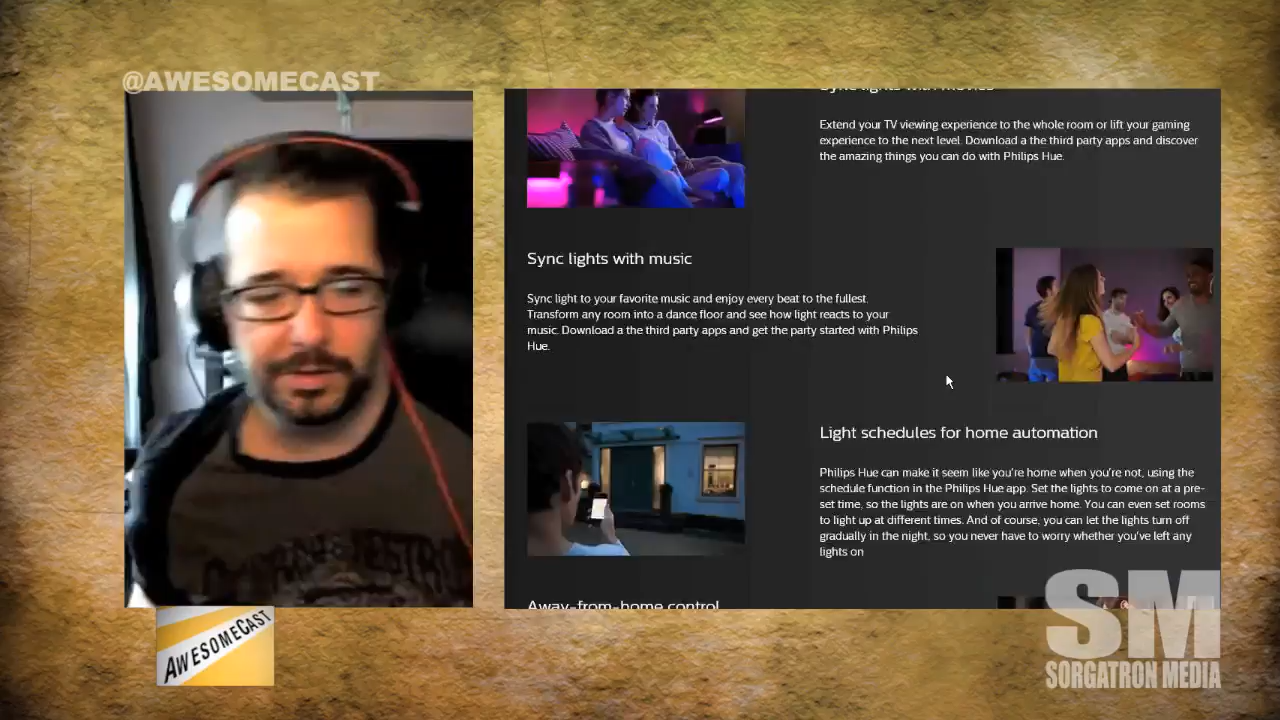 @AWESOMECAST
Sync lights with movies
Extend your TV viewing experience to the whole room or lift your gaming
experience to the next level. Download a the third party apps and discover
the amazing things you can do with Philips Hue.
Sync lights with music
Sync light to your favorite music and enjoy every beat to the fullest.
Transform any room into a dance floor and see how light reacts to your
music. Download a the third party apps and get the party started with Philips
Hue.
Light schedules for home automation
Philips Hue can make it seem like you're home when you're not, using the
schedule function in the Philips Hue app. Set the lights to come on at a pre-
set time, so the lights are on when you arrive home. You can even set rooms
to light up at different times. And of course, you can let the lights turn off
gradually in the night, so you never have to worry whether you've left any
lights on
Away-from-home control
AWESOMECAST
SM
SORGATRON MEDIA